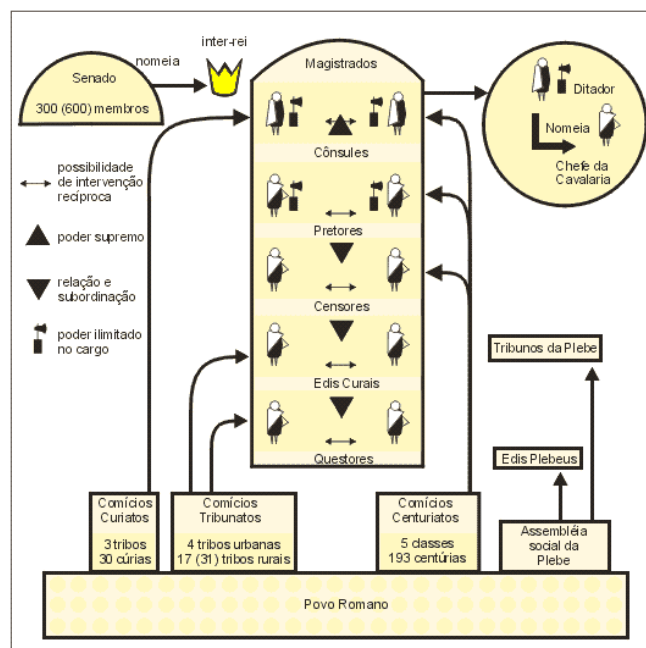 inter-rei
nomeia
Senado
300 (600) membros
Magistrados
Ditador
Nomeia
Chefe da
Cavalaria
possibilidade
de intervenção
recíproca
poder supremo
relação e
subordinação
poder ilimitado
no cargo
Cônsules
Pretores
Censores
Edis Curais
Questores
Tribunos da Plebe
Edis Plebeus
Comícios
Curiatos
3 tribos
30 cúrias
Comícios
Tribunatos
4 tribos urbanas
17 (31) tribos rurais
Comícios
Centuriatos
5 classes
193 centúrias
Assembléia
social da
Plebe
Povo Romano